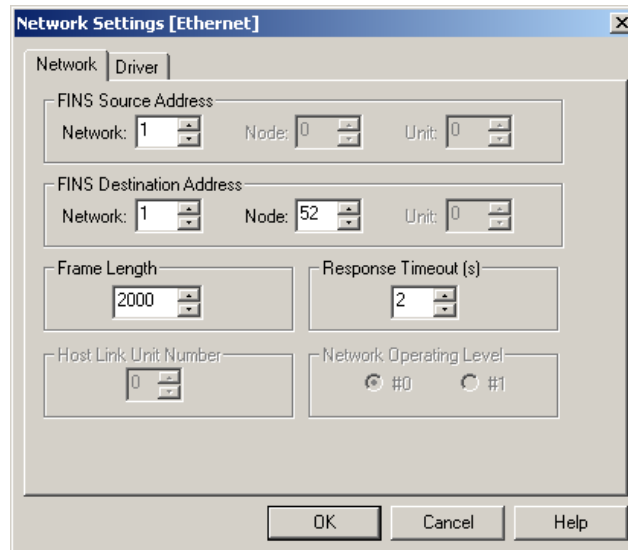 Network Settings [Ethernet]
Network Driver
FINS Source Address
Network: 1 Node: 0 Unit: 0
FINS Destination Address
Network: 1 Node: 52 Unit: 0
Frame Length Response Timeout (s)
2000 2
Host Link Unit Number Network Operating Level
0 #0 #1
OK Cancel Help